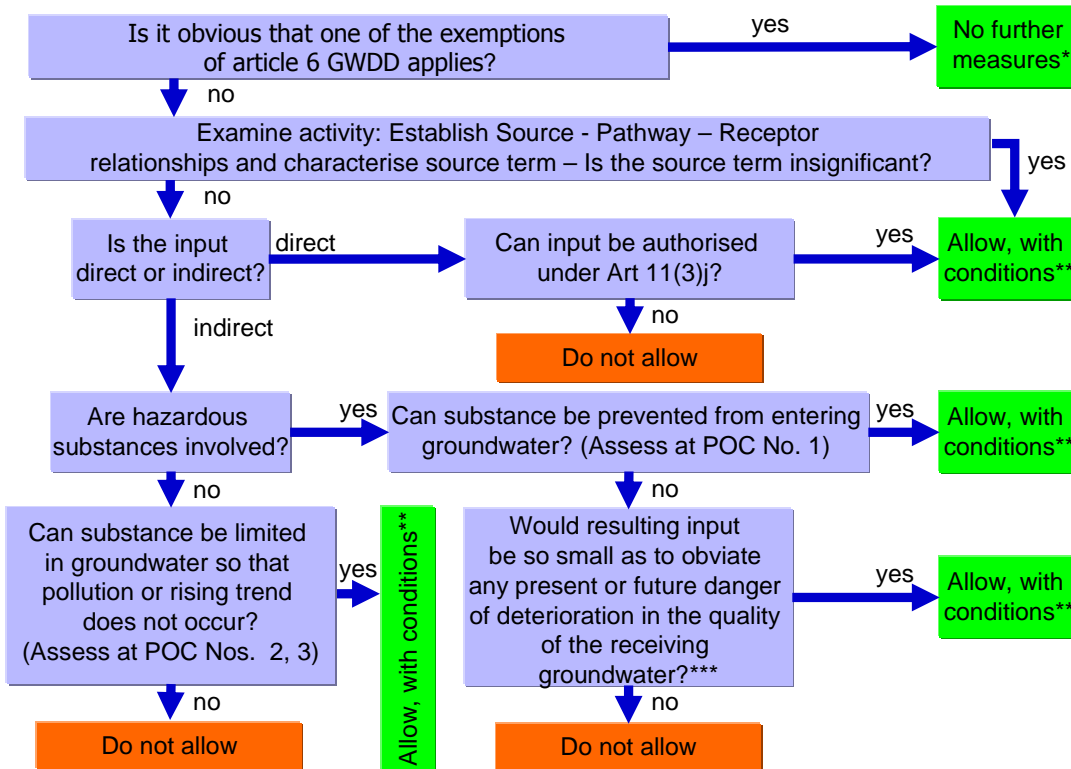 Is it obvious that one of the exemptions
of article 6 GWDD applies?
yes
No further
measures*
no
Examine activity: Establish Source - Pathway – Receptor
relationships and characterise source term – Is the source term insignificant?
yes
no
Is the input
direct or indirect?
direct
Can input be authorised
under Art 11(3)j?
yes
Allow, with
conditions**
no
Do not allow
indirect
Are hazardous
substances involved?
yes
Can substance be prevented from entering
groundwater? (Assess at POC No. 1)
yes
Allow, with
conditions**
no
no
Can substance be limited
in groundwater so that
pollution or rising trend
does not occur?
(Assess at POC Nos. 2, 3)
yes
Allow, with conditions**
Would resulting input
be so small as to obviate
any present or future danger
of deterioration in the quality
of the receiving
groundwater?***
yes
Allow, with
conditions**
no
Do not allow
no
Do not allow